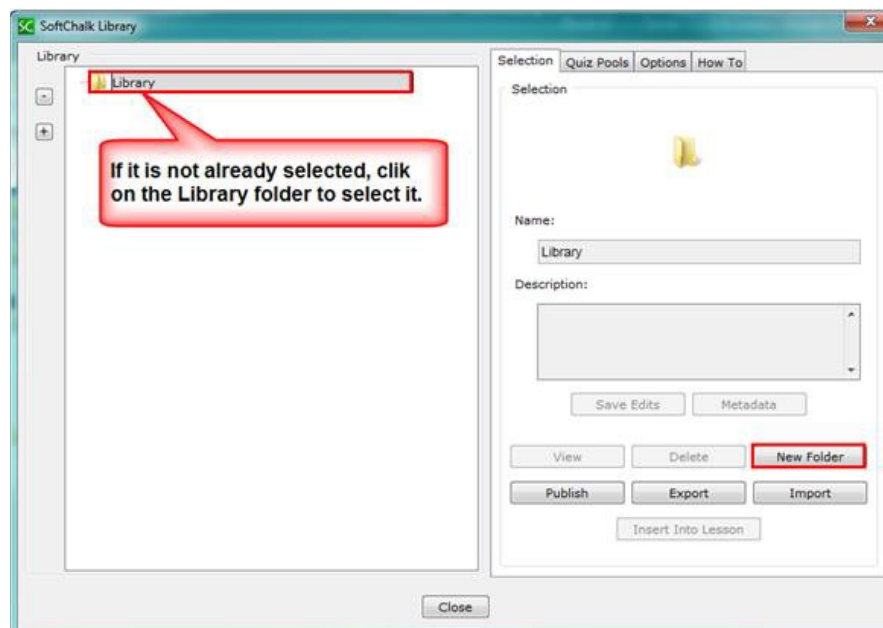 SC SoftChalk Library
Library
Library
If it is not already selected, clik
on the Library folder to select it.
Selection Quiz Pools Options How To
Selection
Name:
Library
Description:
Save Edits Metadata
View Delete New Folder
Publish Export Import
Insert Into Lesson
Close